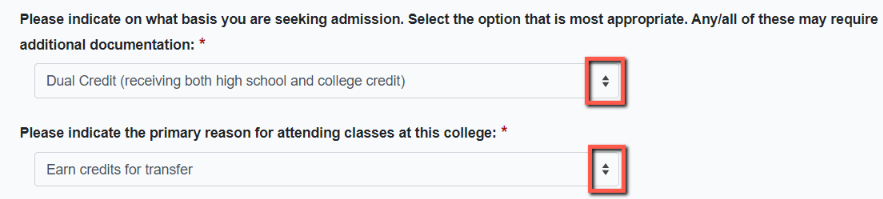 Please indicate on what basis you are seeking admission. Select the option that is most appropriate. Any/all of these may require
additional documentation: *
Dual Credit (receiving both high school and college credit)
Please indicate the primary reason for attending classes at this college: *
Earn credits for transfer